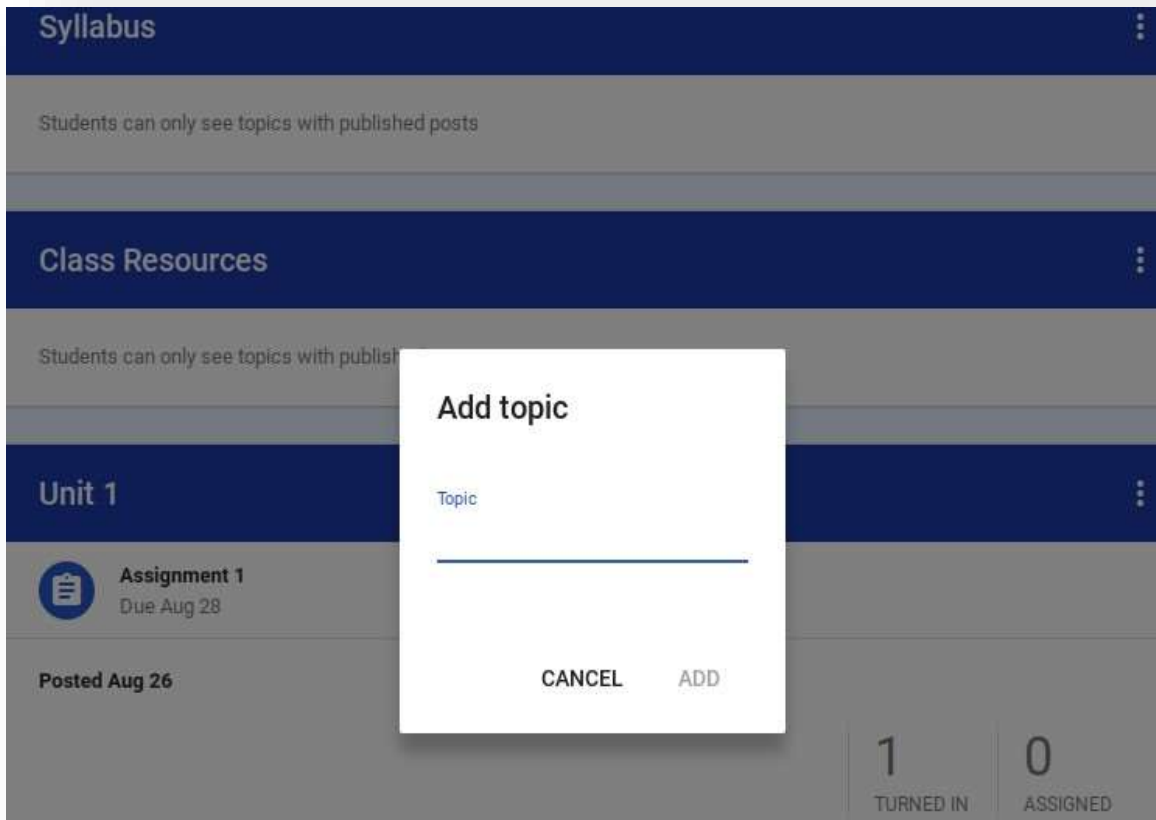 Syllabus
Students can only see topics with published posts
Class Resources
Students can only see topics with
Add topic
Unit 1
Topic
Assignment 1
Due Aug 28
Posted Aug 26
CANCEL ADD
1 0
TURNED IN ASSIGNED